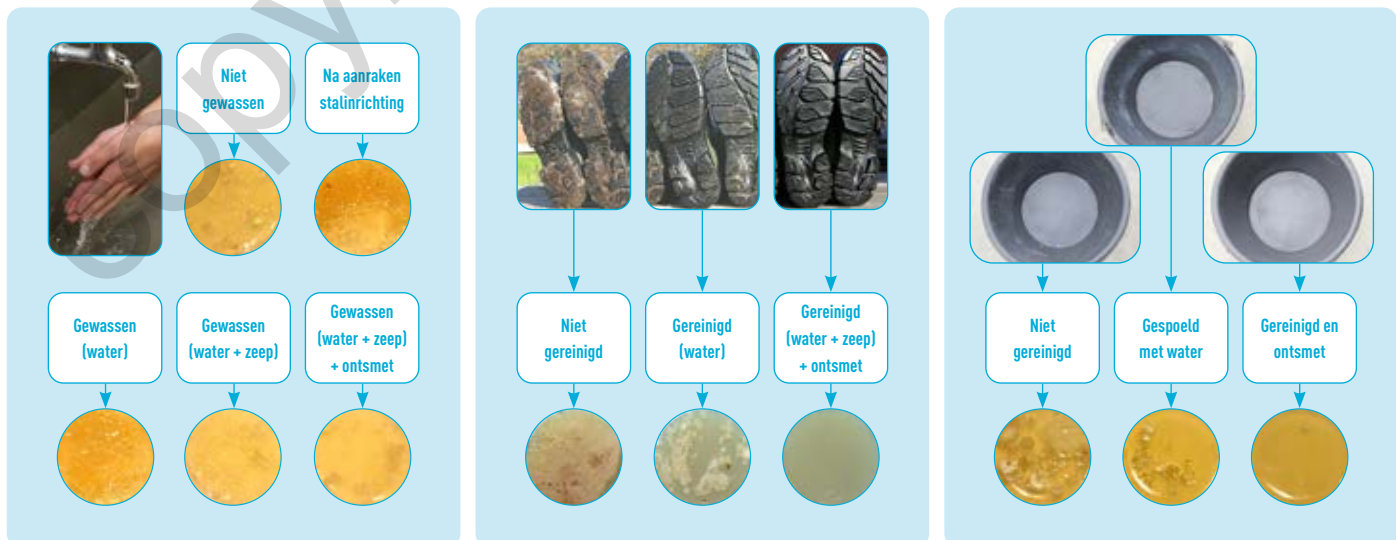 copy
Niet
gewassen
Na aanraken
stalinrichting
Gewassen
(water)
Gewassen
(water + zeep)
Gewassen
(water + zeep)
+ ontsmet
Niet
gereinigd
Gereinigd
(water)
Gereinigd
(water + zeep)
+ ontsmet
Niet
gereinigd
Gespoeld
met water
Gereinigd en
ontsmet